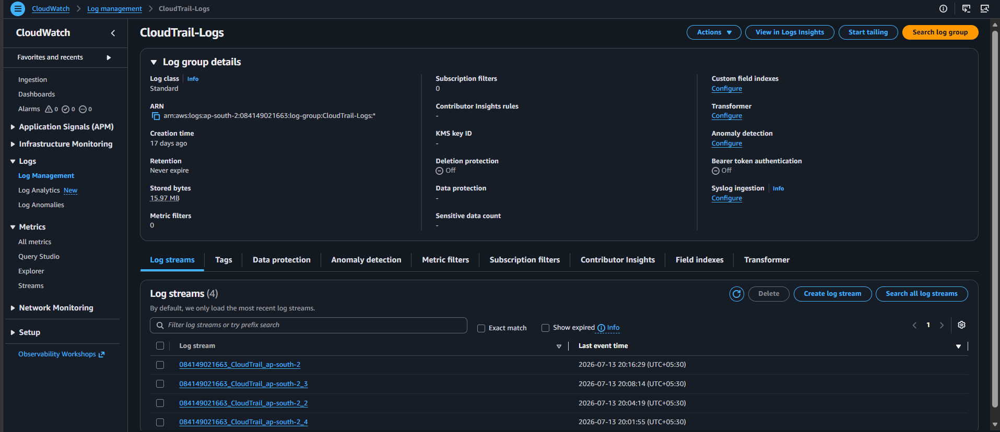 CloudWatch > Log management > CloudTrail-Logs
CloudWatch
Favorites and recents
Ingestion
Dashboards
Alarms 0 0 0
Application Signals (APM)
Infrastructure Monitoring
Logs
Log Management
Log Analytics New
Log Anomalies
Metrics
All metrics
Query Studio
Explorer
Streams
Network Monitoring
Setup
Observability Workshops
CloudTrail-Logs
Actions View in Logs Insights Start tailing Search log group
Log group details
Log class Info
Standard
ARN
arn:aws:logs:ap-south-2:084149021663:log-group:CloudTrail-Logs:*
Creation time
17 days ago
Retention
Never expire
Stored bytes
15.97 MB
Metric filters
0
Subscription filters
0
Contributor Insights rules
-
KMS key ID
-
Deletion protection
Off
Data protection
-
Sensitive data count
-
Custom field indexes
Configure
Transformer
Configure
Anomaly detection
Configure
Bearer token authentication
Off
Syslog ingestion Info
Configure
Log streams Tags Data protection Anomaly detection Metric filters Subscription filters Contributor Insights Field indexes Transformer
Log streams (4)
Delete Create log stream Search all log streams
By default, we only load the most recent log streams.
Filter log streams or try prefix search Exact match Show expired Info 1
Log stream Last event time
084149021663_CloudTrail_ap-south-2 2026-07-13 20:16:29 (UTC+05:30)
084149021663_CloudTrail_ap-south-2_3 2026-07-13 20:08:14 (UTC+05:30)
084149021663_CloudTrail_ap-south-2_2 2026-07-13 20:04:19 (UTC+05:30)
084149021663_CloudTrail_ap-south-2_4 2026-07-13 20:01:55 (UTC+05:30)